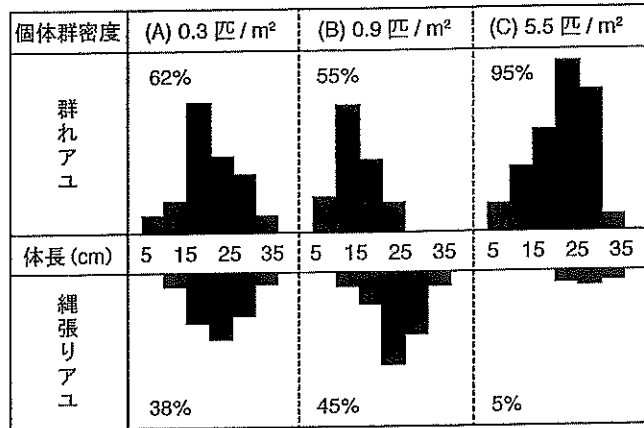 個体群密度 (A) 0.3 匹 / m² (B) 0.9 匹 / m² (C) 5.5 匹 / m²
62% 55% 95%
群れアユ
体長 (cm) 5 15 25 35 5 15 25 35 5 15 25 35
縄張りアユ
38% 45% 5%